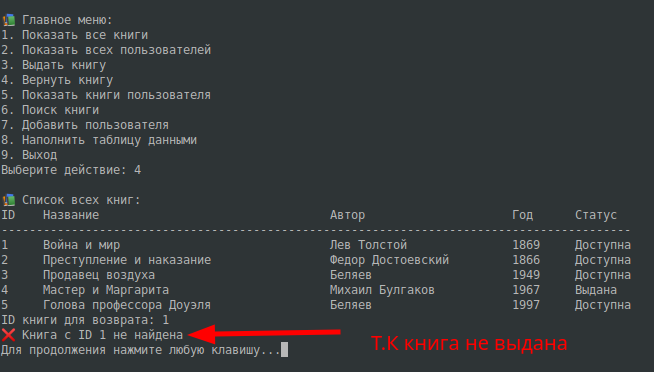 📚 Главное меню:
1. Показать все книги
2. Показать всех пользователей
3. Выдать книгу
4. Вернуть книгу
5. Показать книги пользователя
6. Поиск книги
7. Добавить пользователя
8. Наполнить таблицу данными
9. Выход
Выберите действие: 4
📚 Список всех книг:
ID Название Автор Год Статус
------------------------------------------------------------------------------------------
1 Война и мир Лев Толстой 1869 Доступна
2 Преступление и наказание Федор Достоевский 1866 Доступна
3 Продавец воздуха Беляев 1949 Доступна
4 Мастер и Маргарита Михаил Булгаков 1967 Выдана
5 Голова профессора Доуэля Беляев 1997 Доступна
ID книги для возврата: 1
❌ Книга с ID 1 не найдена
Т.К книга не выдана
Для продолжения нажмите любую клавишу...